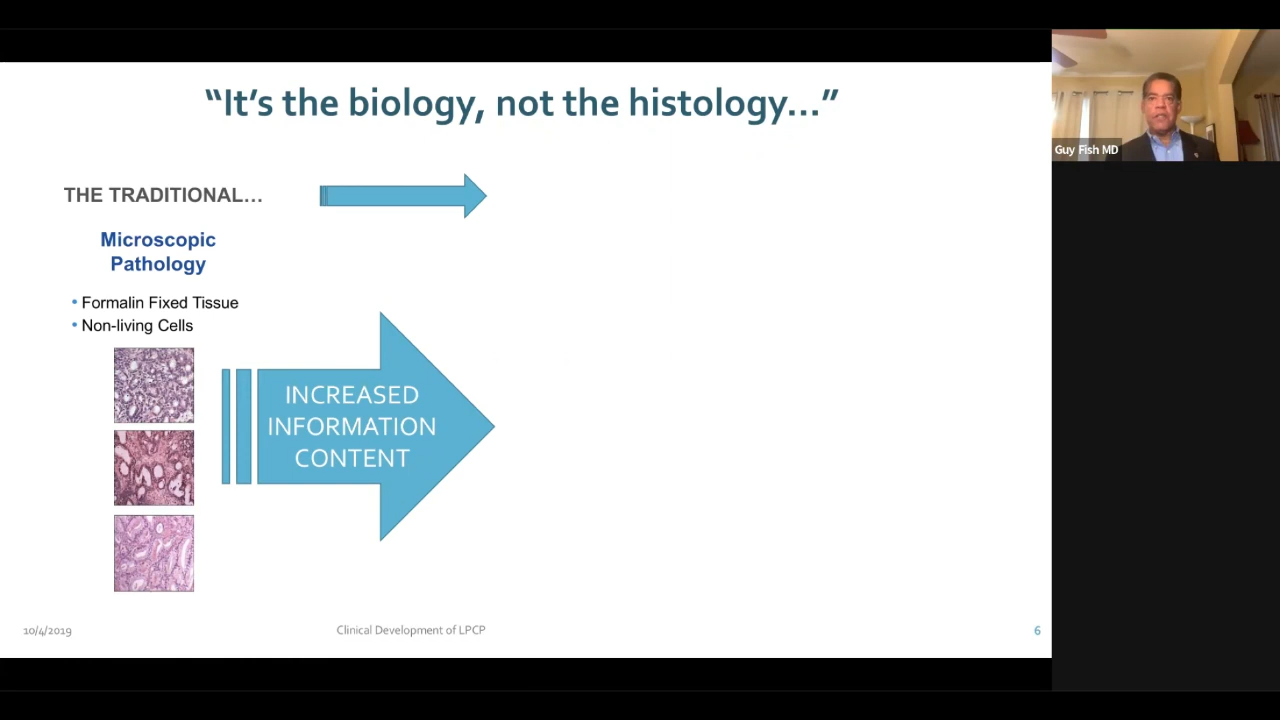 “It’s the biology, not the histology…”
THE TRADITIONAL…
Microscopic
Pathology
• Formalin Fixed Tissue
• Non-living Cells
INCREASED
INFORMATION
CONTENT
10/4/2019
Clinical Development of LPCP
6
Guy Fish MD